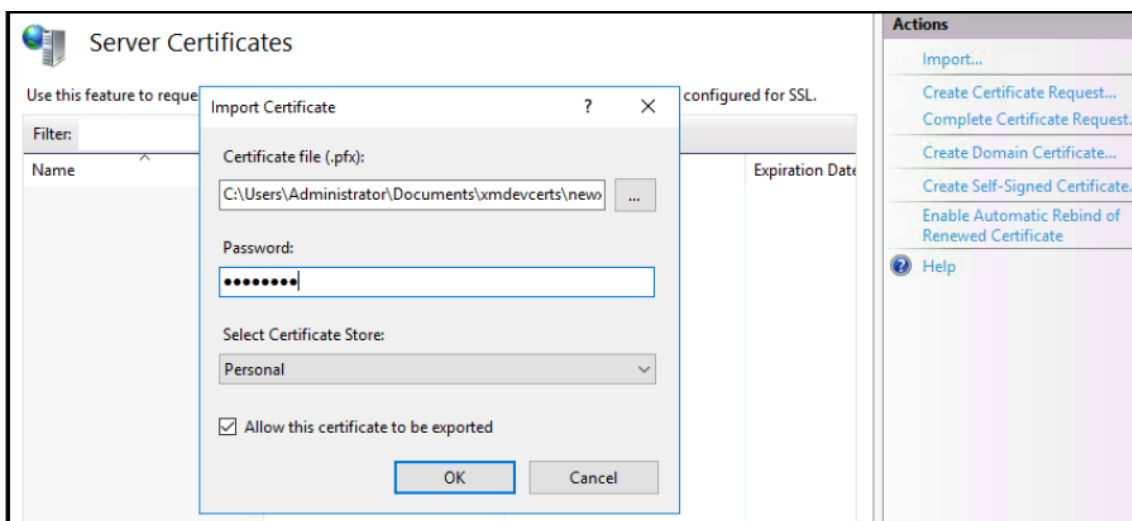 Server Certificates
Use this feature to reque
configured for SSL.
Filter:
Name
Expiration Date
Import Certificate
?
Certificate file (.pfx):
C:\Users\Administrator\Documents\xmdevcerts\new
...
Password:
••••••••
Select Certificate Store:
Personal
Allow this certificate to be exported
OK
Cancel
Actions
Import...
Create Certificate Request...
Complete Certificate Request.
Create Domain Certificate...
Create Self-Signed Certificate.
Enable Automatic Rebind of
Renewed Certificate
Help